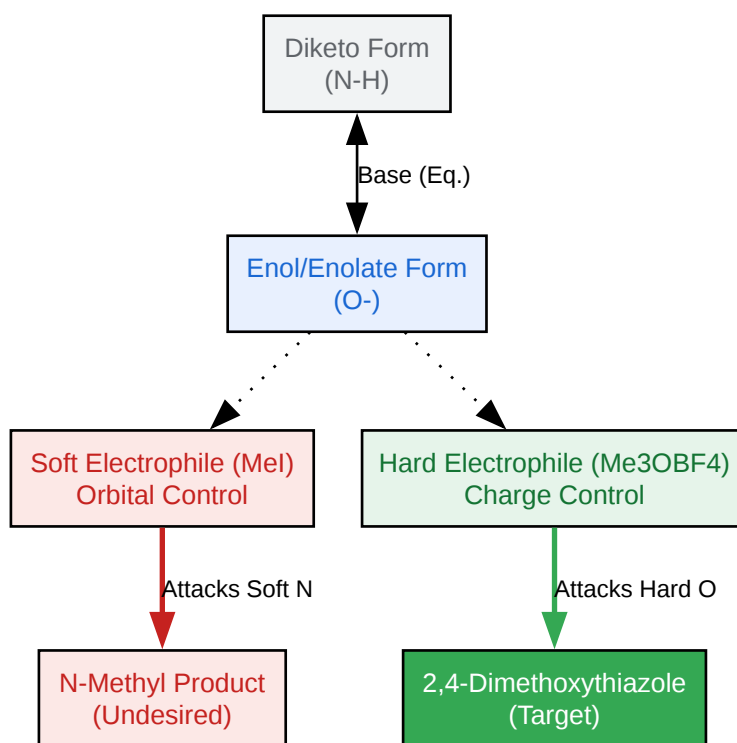 Diketo Form
(N-H)
Base (Eq.)
Enol/Enolate Form
(O-)
Soft Electrophile (MeI)
Orbital Control
Hard Electrophile (Me3OBF4)
Charge Control
Attacks Soft N
Attacks Hard O
N-Methyl Product
(Undesired)
2,4-Dimethoxythiazole
(Target)